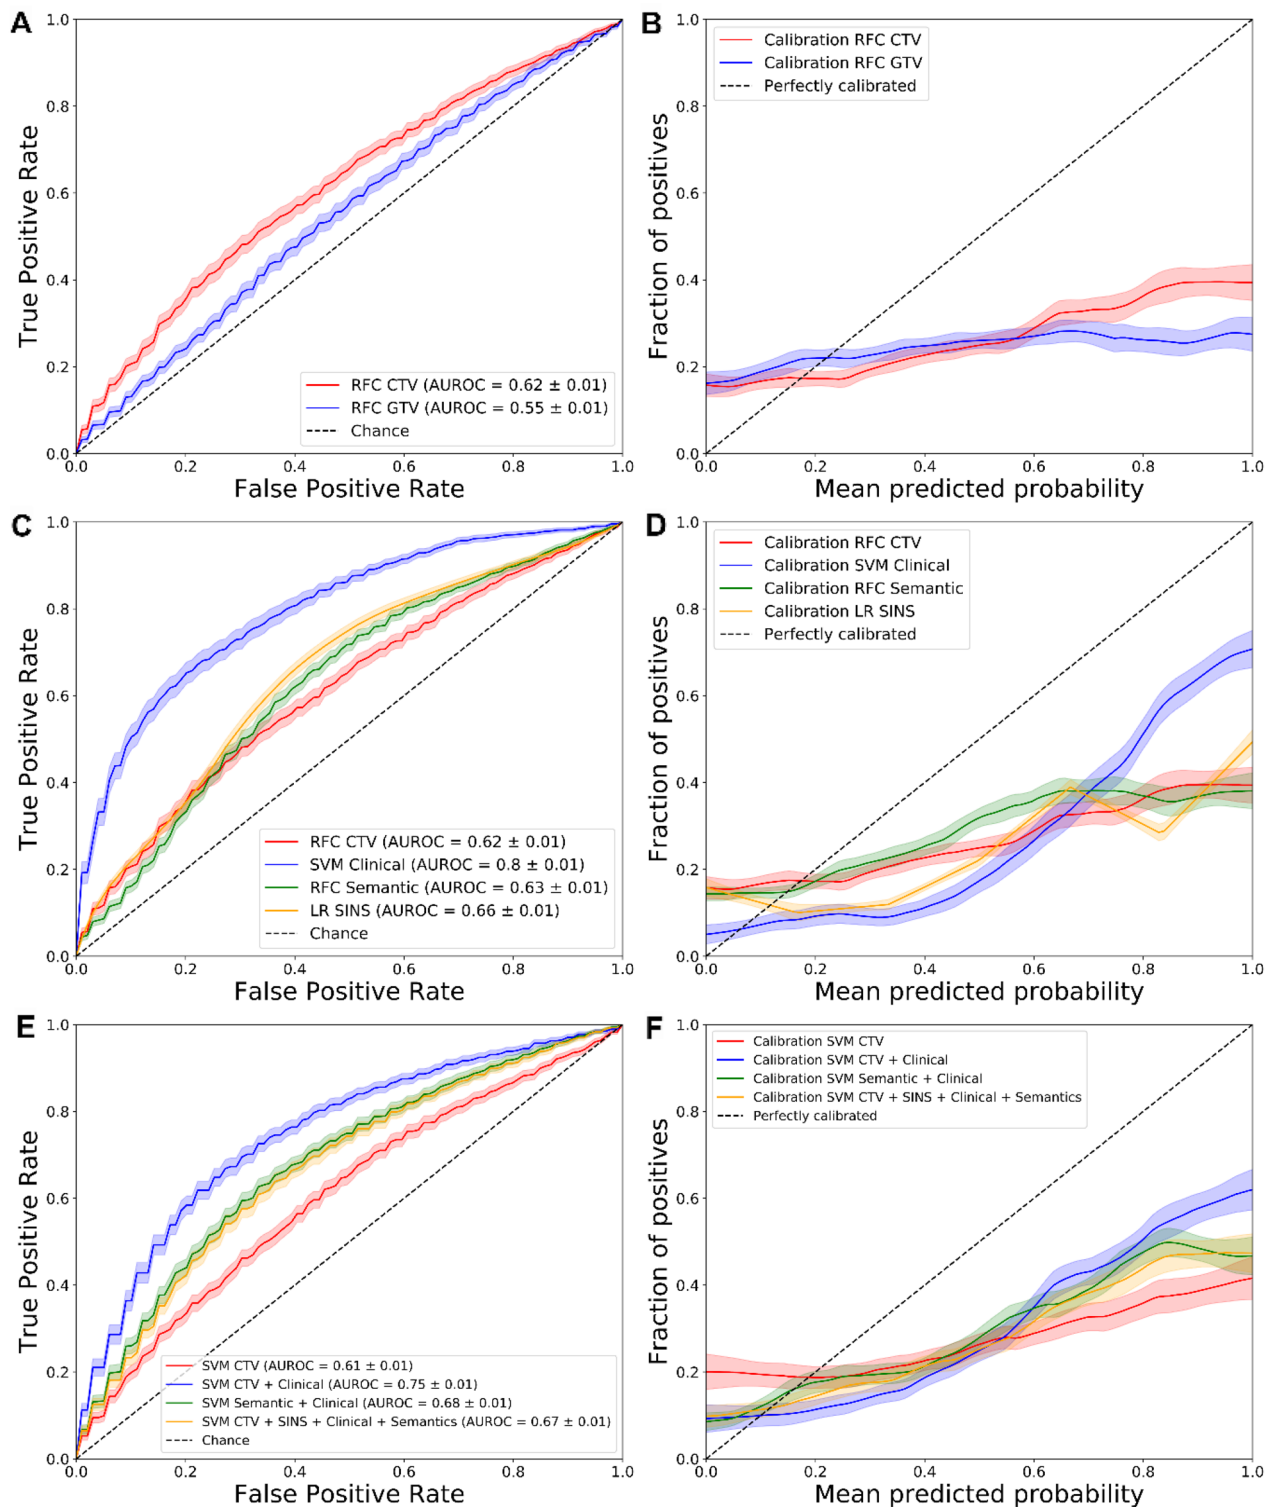 A
True Positive Rate
1.0
0.8
0.6
0.4
0.2
0.0
RFC CTV (AUROC = 0.62 ± 0.01)
RFC GTV (AUROC = 0.55 ± 0.01)
Chance
0.0 0.2 0.4 0.6 0.8 1.0
False Positive Rate
B
Fraction of positives
1.0
0.8
0.6
0.4
0.2
0.0
Calibration RFC CTV
Calibration RFC GTV
Perfectly calibrated
0.0 0.2 0.4 0.6 0.8 1.0
Mean predicted probability
C
True Positive Rate
1.0
0.8
0.6
0.4
0.2
0.0
RFC CTV (AUROC = 0.62 ± 0.01)
SVM Clinical (AUROC = 0.8 ± 0.01)
RFC Semantic (AUROC = 0.63 ± 0.01)
LR SINS (AUROC = 0.66 ± 0.01)
Chance
0.0 0.2 0.4 0.6 0.8 1.0
False Positive Rate
D
Fraction of positives
1.0
0.8
0.6
0.4
0.2
0.0
Calibration RFC CTV
Calibration SVM Clinical
Calibration RFC Semantic
Calibration LR SINS
Perfectly calibrated
0.0 0.2 0.4 0.6 0.8 1.0
Mean predicted probability
E
True Positive Rate
1.0
0.8
0.6
0.4
0.2
0.0
SVM CTV (AUROC = 0.61 ± 0.01)
SVM CTV + Clinical (AUROC = 0.75 ± 0.01)
SVM Semantic + Clinical (AUROC = 0.68 ± 0.01)
SVM CTV + SINS + Clinical + Semantics (AUROC = 0.67 ± 0.01)
Chance
0.0 0.2 0.4 0.6 0.8 1.0
False Positive Rate
F
Fraction of positives
1.0
0.8
0.6
0.4
0.2
0.0
Calibration SVM CTV
Calibration SVM CTV + Clinical
Calibration SVM Semantic + Clinical
Calibration SVM CTV + SINS + Clinical + Semantics
Perfectly calibrated
0.0 0.2 0.4 0.6 0.8 1.0
Mean predicted probability